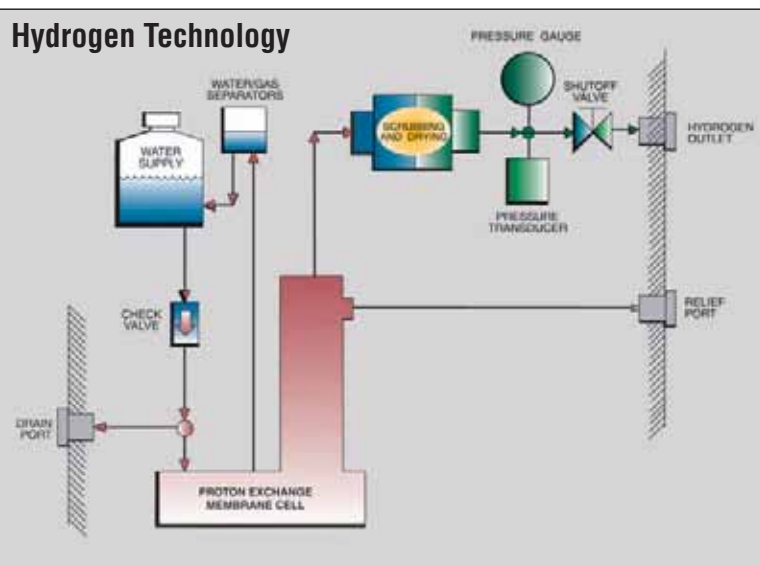 Hydrogen Technology
PRESSURE GAUGE
WATER/GAS
SEPARATORS
SHUTOFF
VALVE
WATER
SUPPLY
SCRUBBING
AND DRYING
HYDROGEN
OUTLET
PRESSURE
TRANSDUCER
CHECK
VALVE
RELIEF
PORT
DRAIN
PORT
PROTON EXCHANGE
MEMBRANE CELL